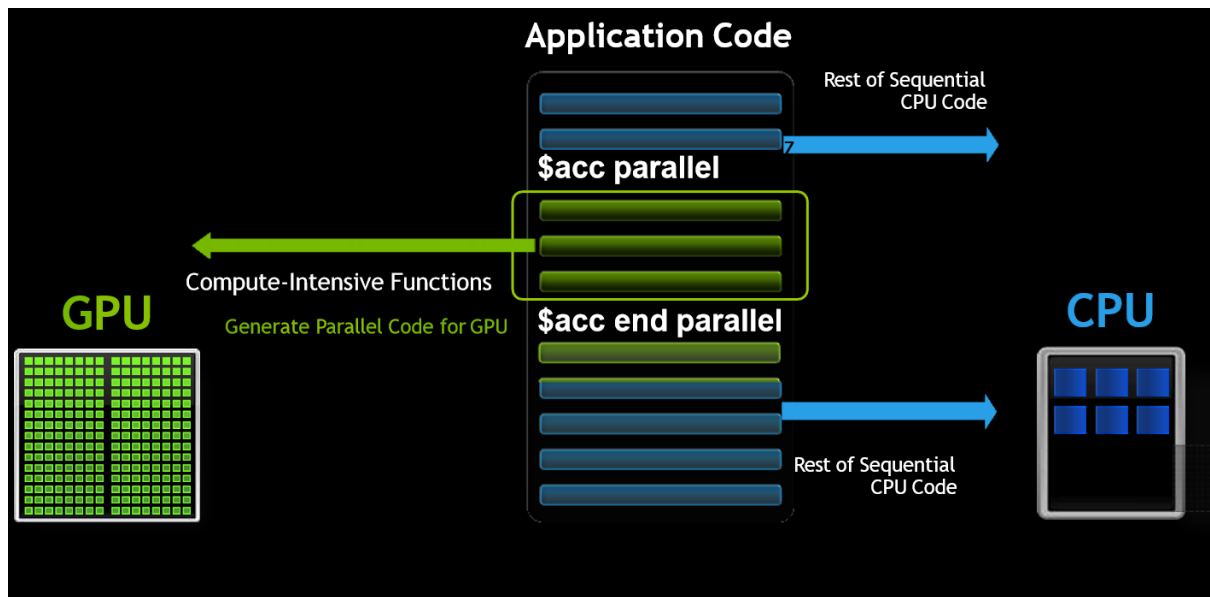 Application Code
Rest of Sequential
CPU Code
7
$acc parallel
Compute-Intensive Functions
GPU
Generate Parallel Code for GPU
$acc end parallel
CPU
Rest of Sequential
CPU Code